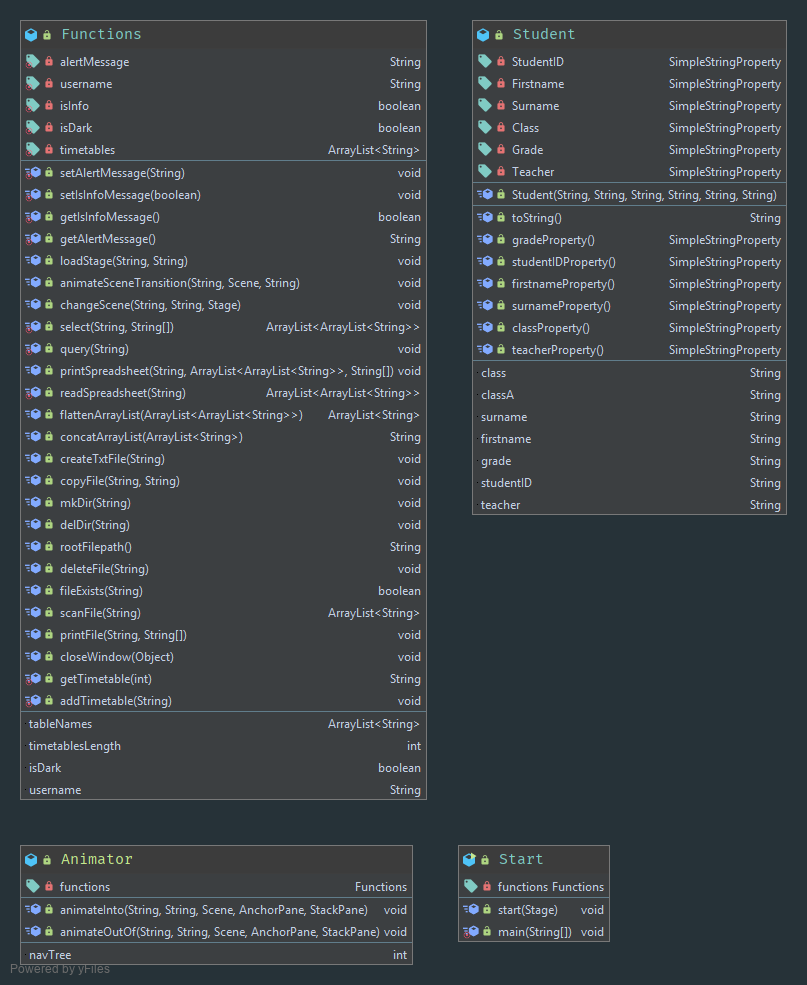 Functions
alertMessage String
username String
isInfo boolean
isDark boolean
timetables ArrayList<String>
setAlertMessage(String) void
setIsInfoMessage(boolean) void
getIsInfoMessage() boolean
getAlertMessage() String
loadStage(String, String) void
animateSceneTransition(String, Scene, String) void
changeScene(String, String, Stage) void
select(String, String[]) ArrayList<ArrayList<String>>
query(String) void
printSpreadsheet(String, ArrayList<ArrayList<String>>, String[]) void
readSpreadsheet(String) ArrayList<ArrayList<String>>
flattenArrayList(ArrayList<ArrayList<String>>) ArrayList<String>
concatArrayList(ArrayList<String>) String
createTxtFile(String) void
copyFile(String, String) void
mkDir(String) void
delDir(String) void
rootFilepath() String
deleteFile(String) void
fileExists(String) boolean
scanFile(String) ArrayList<String>
printFile(String, String[]) void
closeWindow(Object) void
getTimetable(int) String
addTimetable(String) void
tableNames ArrayList<String>
timetablesLength int
isDark boolean
username String
Student
StudentID SimpleStringProperty
Firstname SimpleStringProperty
Surname SimpleStringProperty
Class SimpleStringProperty
Grade SimpleStringProperty
Teacher SimpleStringProperty
Student(String, String, String, String, String, String)
toString() String
gradeProperty() SimpleStringProperty
studentIDProperty() SimpleStringProperty
firstnameProperty() SimpleStringProperty
surnameProperty() SimpleStringProperty
classProperty() SimpleStringProperty
teacherProperty() SimpleStringProperty
class String
classA String
surname String
firstname String
grade String
studentID String
teacher String
Animator
functions Functions
animateInto(String, String, Scene, AnchorPane, StackPane) void
animateOutOf(String, String, Scene, AnchorPane, StackPane) void
navTree int
Start
functions Functions
start(Stage) void
main(String[]) void
Powered by yFiles